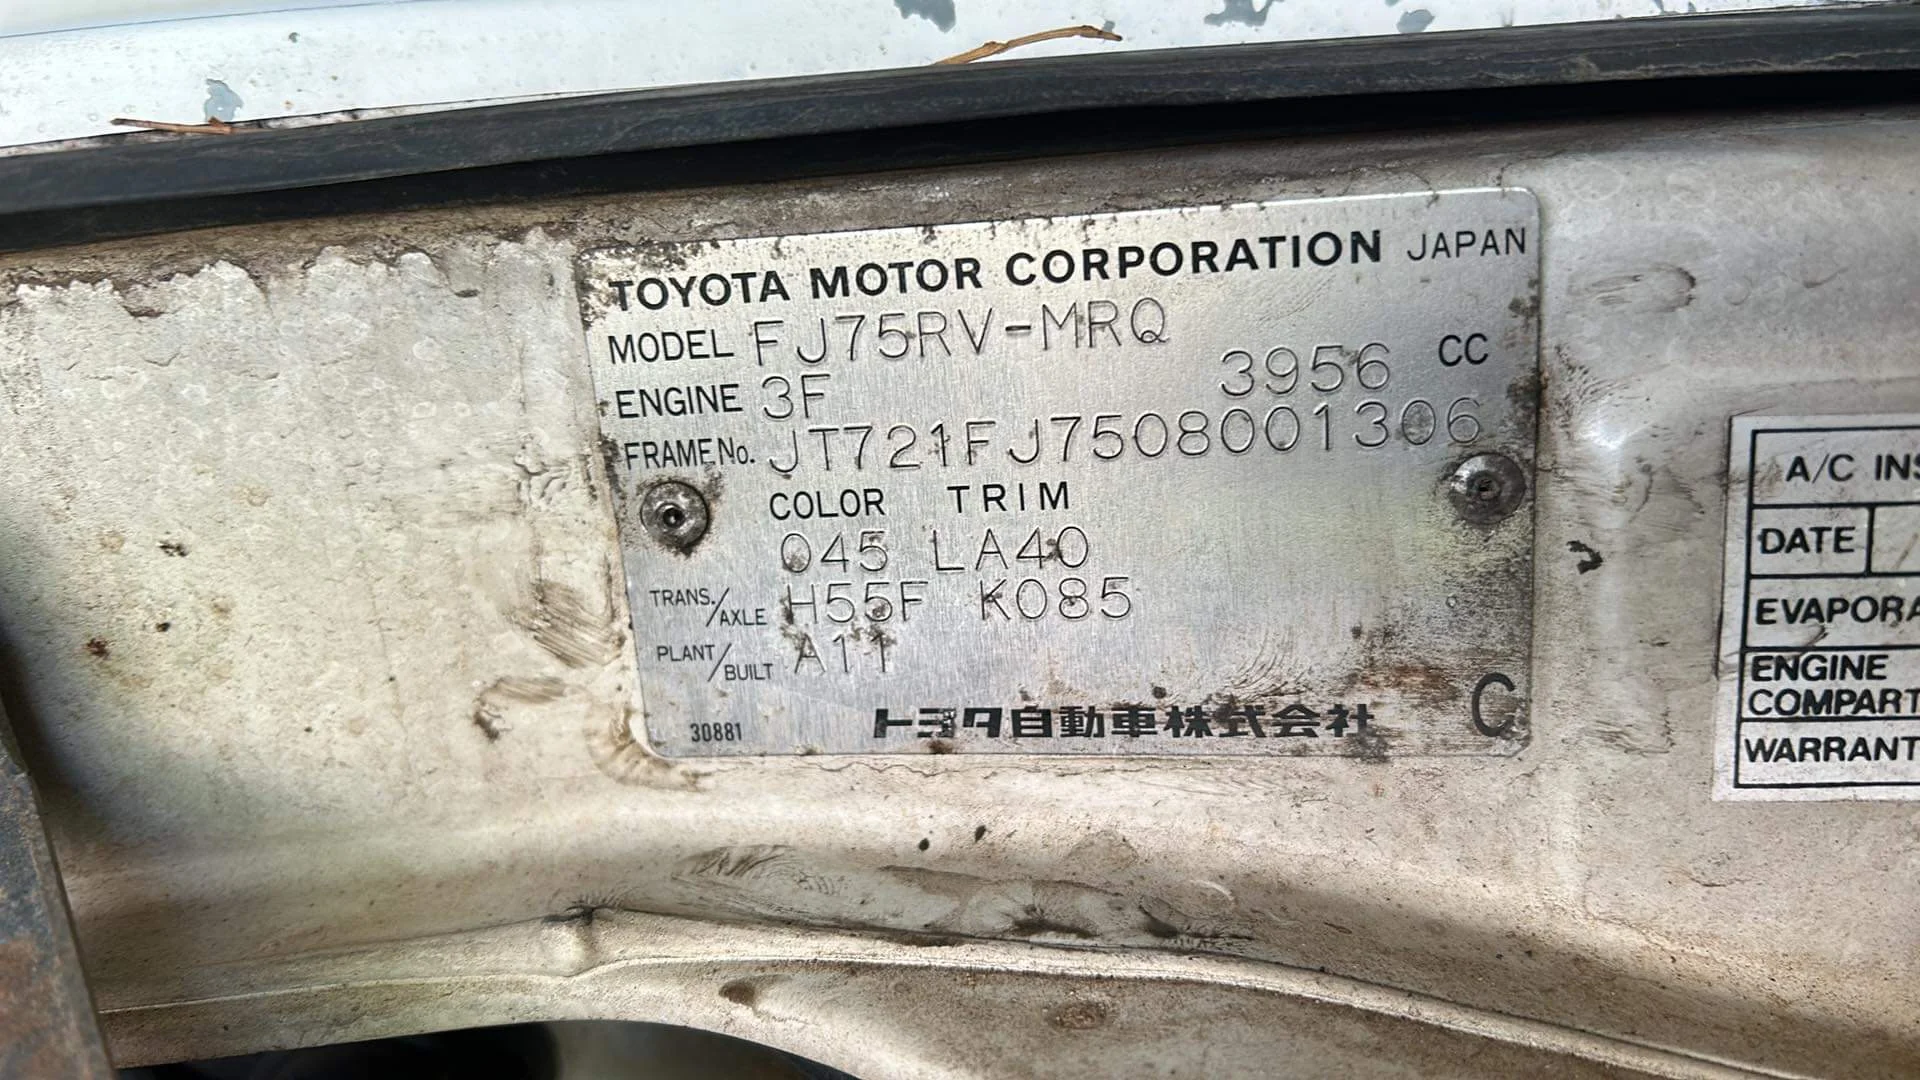 TOYOTA MOTOR CORPORATION JAPAN
MODEL FJ75RV-MRQ
ENGINE 3F 3956 CC
FRAME No. JT721FJ7508001306
COLOR TRIM
045 LA40
TRANS./AXLE H55F K085
PLANT/BUILT A11
30881 トヨタ自動車株式会社 C
A/C INS
DATE
EVAPORA
ENGINE
COMPART
WARRANT